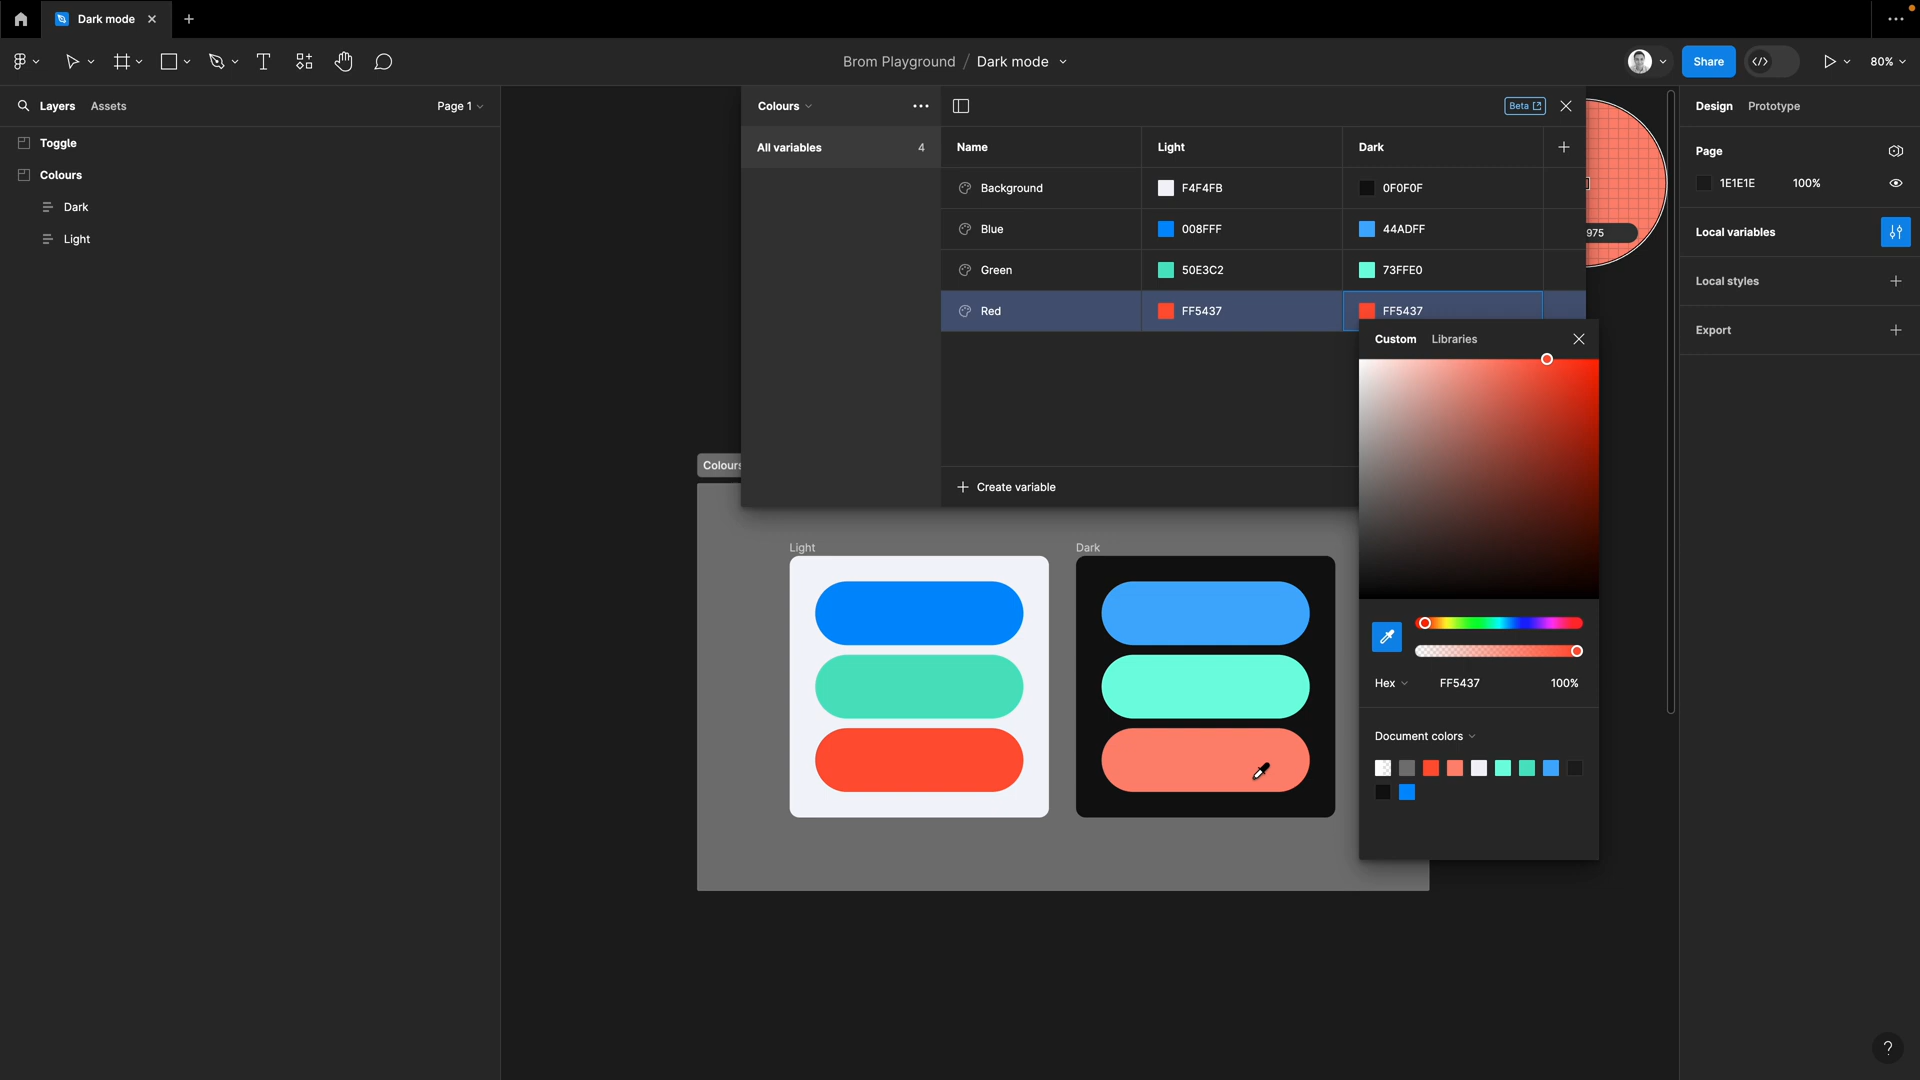 Dark mode
Brom Playground / Dark mode
Share
80%
Layers
Assets
Page 1
Toggle
Colours
Dark
Light
Colours
Beta
All variables
4
Name
Light
Dark
Background
F4F4FB
0F0F0F
Blue
008FFF
44ADFF
Green
50E3C2
73FFE0
Red
FF5437
FF5437
Create variable
975
Custom
Libraries
Hex
FF5437
100%
Document colors
Colours
Light
Dark
Design
Prototype
Page
1E1E1E
100%
Local variables
Local styles
Export
?